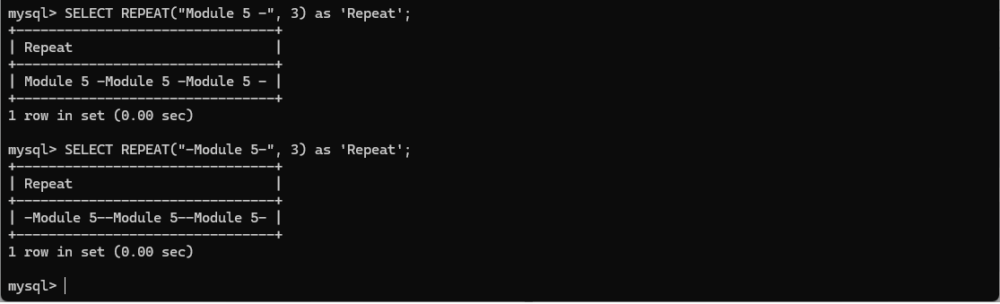 mysql> SELECT REPEAT("Module 5 -", 3) as 'Repeat';
+--------------------------------+
| Repeat                         |
+--------------------------------+
| Module 5 -Module 5 -Module 5 - |
+--------------------------------+
1 row in set (0.00 sec)
mysql> SELECT REPEAT("-Module 5-", 3) as 'Repeat';
+--------------------------------+
| Repeat                         |
+--------------------------------+
| -Module 5--Module 5--Module 5- |
+--------------------------------+
1 row in set (0.00 sec)
mysql>